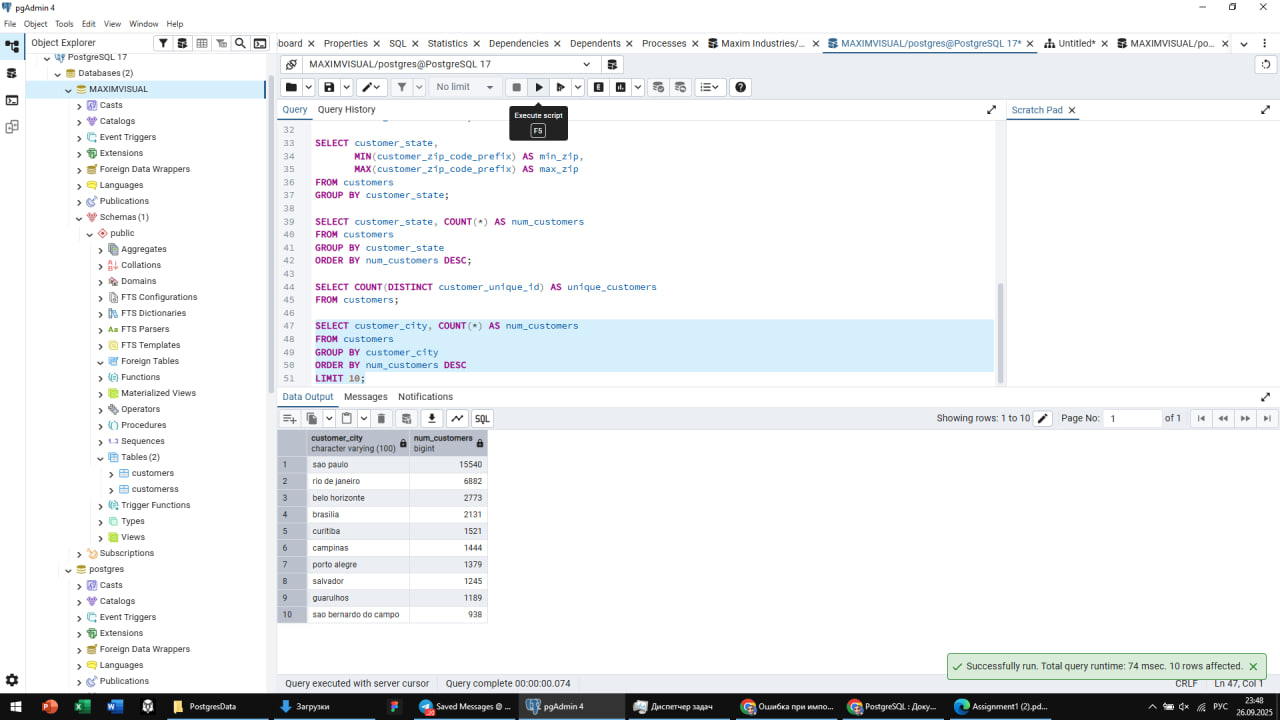 pgAdmin 4
File Object Tools Edit View Window Help
Object Explorer
board Properties SQL Statistics Dependencies Dependents Processes Maxim Industries/... MAXIMVISUAL/postgres@PostgreSQL 17* Untitled* MAXIMVISUAL/po...
PostgreSQL 17
Databases (2)
MAXIMVISUAL
Casts
Catalogs
Event Triggers
Extensions
Foreign Data Wrappers
Languages
Publications
Schemas (1)
public
Aggregates
Collations
Domains
FTS Configurations
FTS Dictionaries
Aa FTS Parsers
FTS Templates
Foreign Tables
Functions
Materialized Views
Operators
Procedures
1..3 Sequences
Tables (2)
customers
customerss
Trigger Functions
Types
Views
Subscriptions
postgres
Casts
Catalogs
Event Triggers
Extensions
Foreign Data Wrappers
Languages
Publications
MAXIMVISUAL/postgres@PostgreSQL 17
No limit
Execute script
F5
Query Query History
Scratch Pad
32
33 SELECT customer_state,
34 MIN(customer_zip_code_prefix) AS min_zip,
35 MAX(customer_zip_code_prefix) AS max_zip
36 FROM customers
37 GROUP BY customer_state;
38
39 SELECT customer_state, COUNT(*) AS num_customers
40 FROM customers
41 GROUP BY customer_state
42 ORDER BY num_customers DESC;
43
44 SELECT COUNT(DISTINCT customer_unique_id) AS unique_customers
45 FROM customers;
46
47 SELECT customer_city, COUNT(*) AS num_customers
48 FROM customers
49 GROUP BY customer_city
50 ORDER BY num_customers DESC
51 LIMIT 10;
Data Output Messages Notifications
SQL
Showing rows: 1 to 10 Page No: 1 of 1
customer_city num_customers
character varying (100) bigint
1 sao paulo 15540
2 rio de janeiro 6882
3 belo horizonte 2773
4 brasilia 2131
5 curitiba 1521
6 campinas 1444
7 porto alegre 1379
8 salvador 1245
9 guarulhos 1189
10 sao bernardo do campo 938
Successfully run. Total query runtime: 74 msec. 10 rows affected.
Query executed with server cursor Query complete 00:00:00.074 CRLF Ln 47, Col 1
PostgresData Загрузки Saved Messages @ ... pgAdmin 4 Диспетчер задач Ошибка при импо... PostgreSQL : Доку... Assignment1 (2).pd... РУС
23:48
26.09.2025